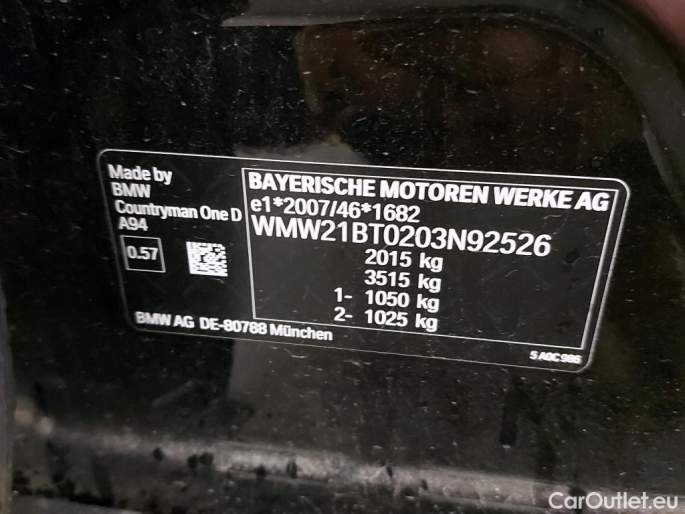 Made by
BMW
Countryman One D
A94
0.57
BAYERISCHE MOTOREN WERKE AG
e1*2007/46*1682
WMW21BT0203N92526
2015 kg
3515 kg
1- 1050 kg
2- 1025 kg
BMW AG DE-80788 München
5 A0C 986
CarOutlet.eu